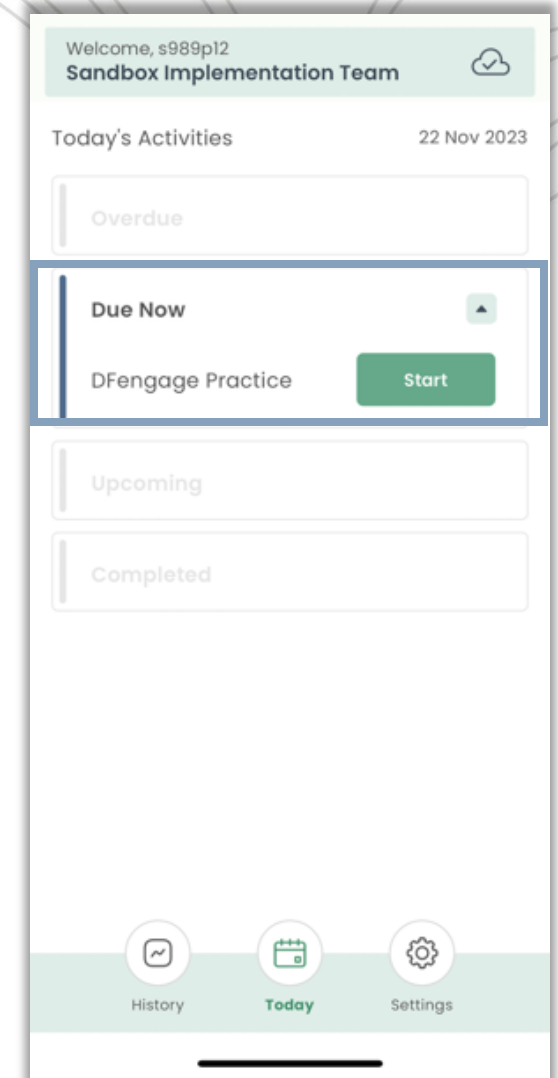 Welcome, s989p12
Sandbox Implementation Team
Today's Activities 22 Nov 2023
Overdue
Due Now
DFengage Practice Start
Upcoming
Completed
History Today Settings